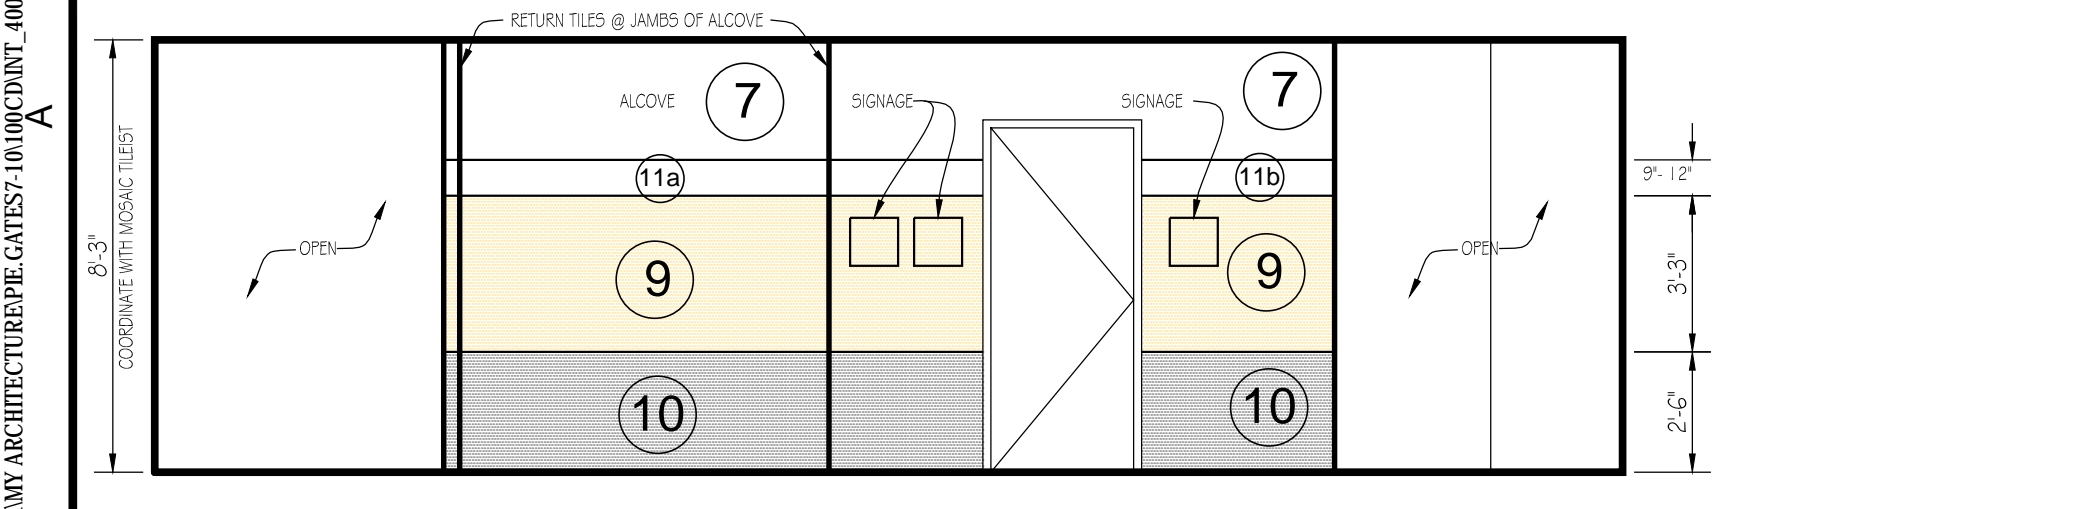 RETURN TILES @ JAMBS OF ALCOVE
\AMY ARCHITECTURE\PIE.GATES7-10\100CD\INT_400
A
8'-3"
COORDINATE WITH MOSAIC TILEIST
OPEN
ALCOVE
7
SIGNAGE
SIGNAGE
7
11a
11b
9
9
10
10
OPEN
9"- 12"
3'-3"
2'-6"